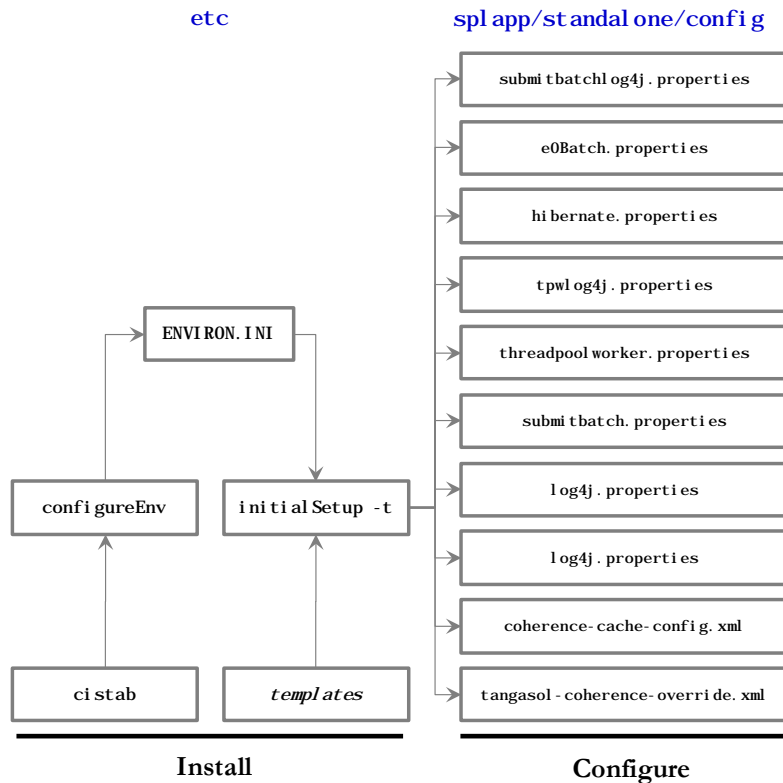 etc
splapp/standalone/config
submitbatchlog4j.properties
e0Batch.properties
hibernate.properties
tpwlog4j.properties
ENVIRON.INI
threadpoolworker.properties
submitbatch.properties
configureEnv
initialSetup -t
log4j.properties
log4j.properties
coherence-cache-config.xml
cistab
templates
tangasol-coherence-override.xml
Install
Configure